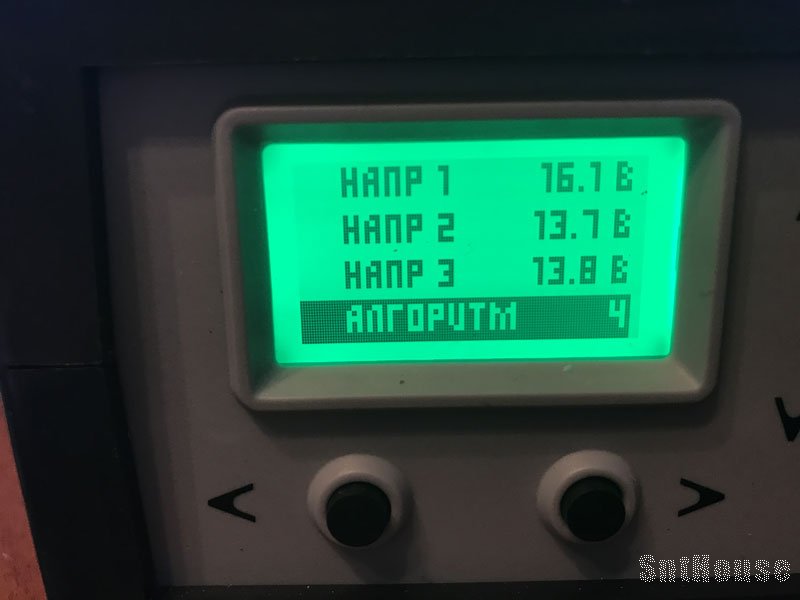 НАПР 1 16.1 В
НАПР 2 13.7 В
НАПР 3 13.8 В
АЛГОРИТМ 4
< >
SntHouse